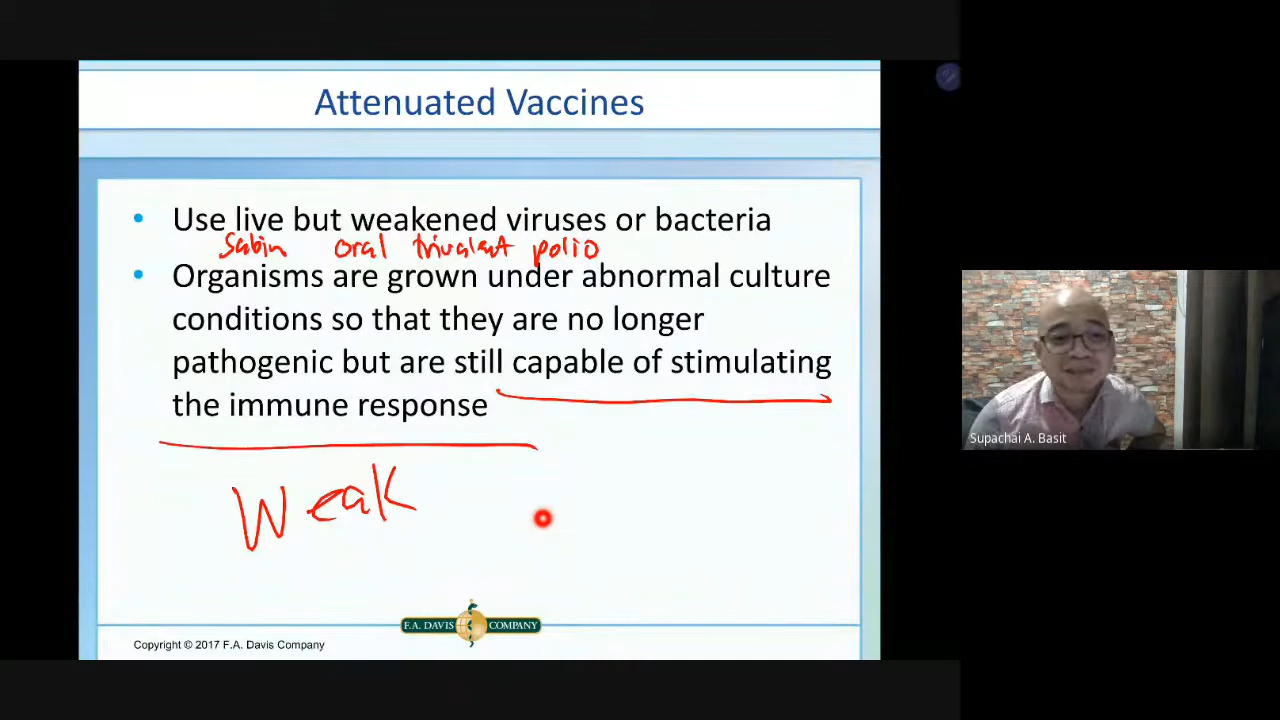 Attenuated Vaccines
• Use live but weakened viruses or bacteria
Sabin oral trivalent polio
• Organisms are grown under abnormal culture
conditions so that they are no longer
pathogenic but are still capable of stimulating
the immune response
Weak
Supachai A. Basit
F.A. DAVIS COMPANY
Copyright © 2017 F.A. Davis Company